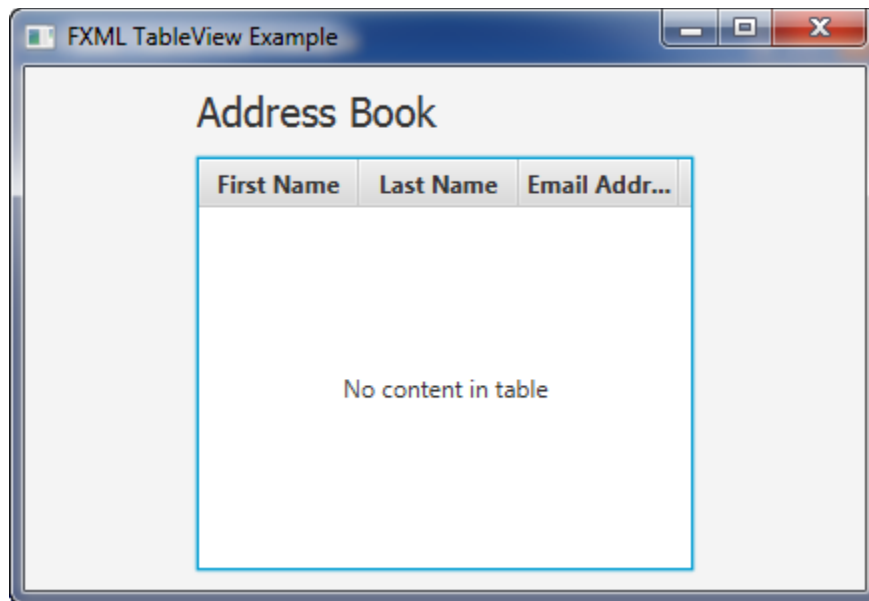 FXML TableView Example
Address Book
First Name Last Name Email Addr...
No content in table